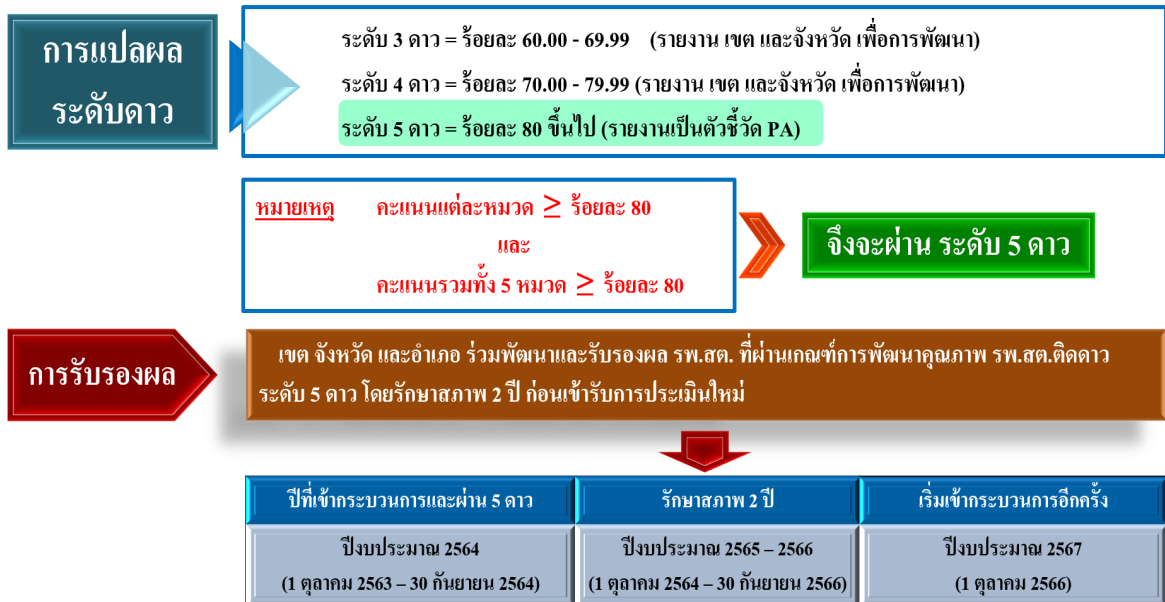 การแปลผล
ระดับดาว
ระดับ 3 ดาว = ร้อยละ 60.00 - 69.99 (รายงาน เขต และจังหวัด เพื่อการพัฒนา)
ระดับ 4 ดาว = ร้อยละ 70.00 - 79.99 (รายงาน เขต และจังหวัด เพื่อการพัฒนา)
ระดับ 5 ดาว = ร้อยละ 80 ขึ้นไป (รายงานเป็นตัวชี้วัด PA)
หมายเหตุ คะแนนแต่ละหมวด ≥ ร้อยละ 80
และ
คะแนนรวมทั้ง 5 หมวด ≥ ร้อยละ 80
จึงจะผ่าน ระดับ 5 ดาว
การรับรองผล
เขต จังหวัด และอำเภอ ร่วมพัฒนาและรับรองผล รพ.สต. ที่ผ่านเกณฑ์การพัฒนาคุณภาพ รพ.สต.ติดดาว
ระดับ 5 ดาว โดยรักษาสภาพ 2 ปี ก่อนเข้ารับการประเมินใหม่
ปีที่เข้ากระบวนการและผ่าน 5 ดาว
รักษาสภาพ 2 ปี
เริ่มเข้ากระบวนการอีกครั้ง
ปีงบประมาณ 2564
(1 ตุลาคม 2563 – 30 กันยายน 2564)
ปีงบประมาณ 2565 – 2566
(1 ตุลาคม 2564 – 30 กันยายน 2566)
ปีงบประมาณ 2567
(1 ตุลาคม 2566)